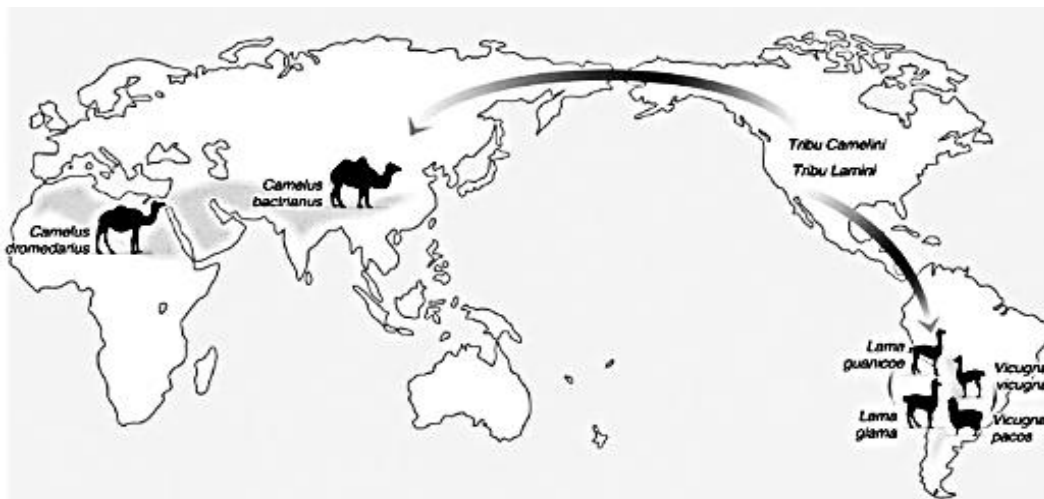 Tribu Camelini
Tribu Lamini
Camelus
bactrianus
Camelus
dromedarius
Lama
guanicoe
Vicugna
vicugna
Lama
glama
Vicugna
pacos